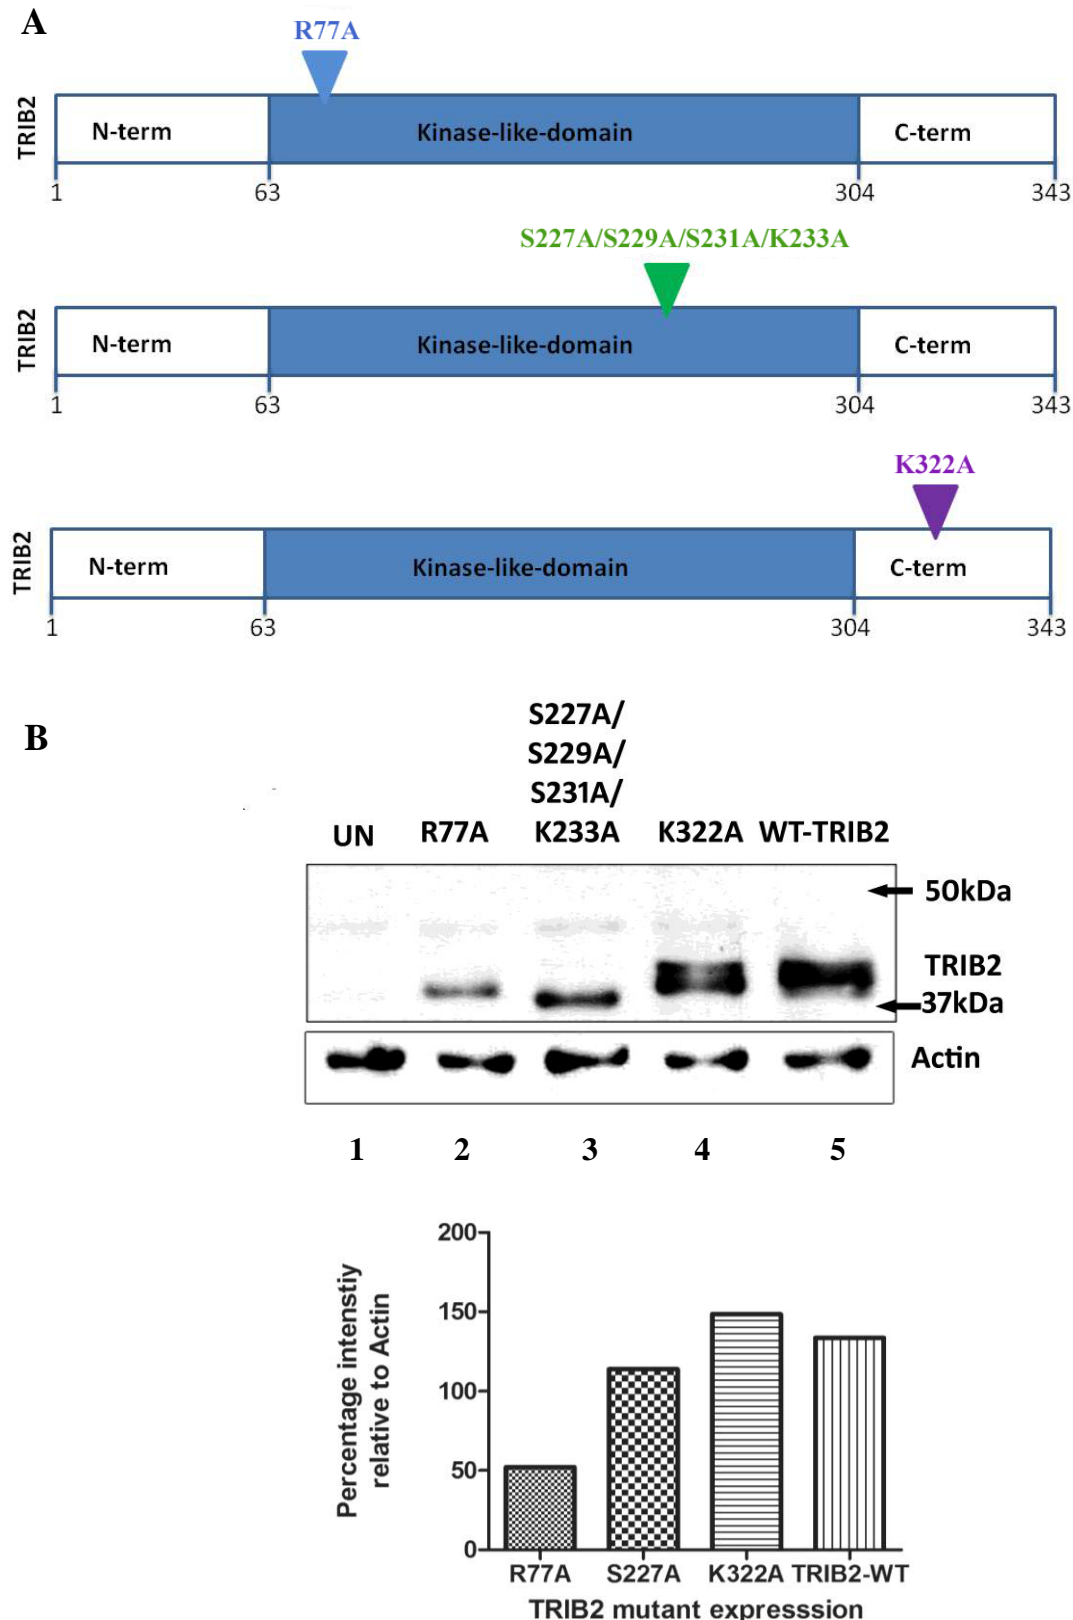 A
R77A
TRIB2
N-term
Kinase-like-domain
C-term
1
63
304
343
S227A/S229A/S231A/K233A
TRIB2
N-term
Kinase-like-domain
C-term
1
63
304
343
K322A
TRIB2
N-term
Kinase-like-domain
C-term
1
63
304
343
B
S227A/
S229A/
S231A/
UN R77A K233A K322A WT-TRIB2
50kDa
TRIB2
37kDa
Actin
1 2 3 4 5
Percentage intenstiy
relative to Actin
200
150
100
50
0
R77A S227A K322A TRIB2-WT
TRIB2 mutant expresssion